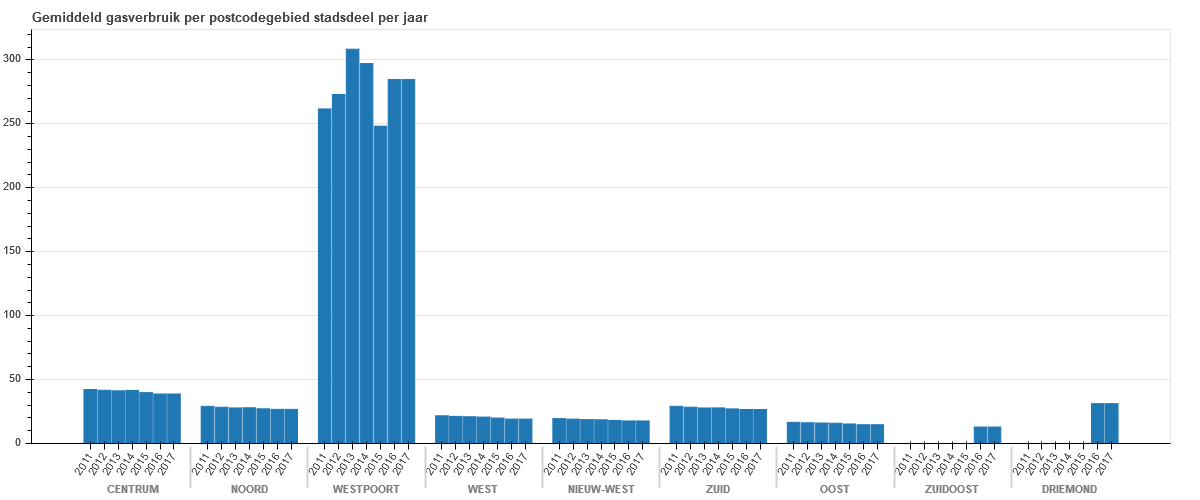 Gemiddeld gasverbruik per postcodegebied stadsdeel per jaar
300
250
200
150
100
50
0
2011 2012 2013 2014 2015 2016 2017 2011 2012 2013 2014 2015 2016 2017 2011 2012 2013 2014 2015 2016 2017 2011 2012 2013 2014 2015 2016 2017 2011 2012 2013 2014 2015 2016 2017 2011 2012 2013 2014 2015 2016 2017 2011 2012 2013 2014 2015 2016 2017 2011 2012 2013 2014 2015 2016 2017 2011 2012 2013 2014 2015 2016 2017
CENTRUM NOORD WESTPOORT WEST NIEUW-WEST ZUID OOST ZUIDOOST DRIEMOND